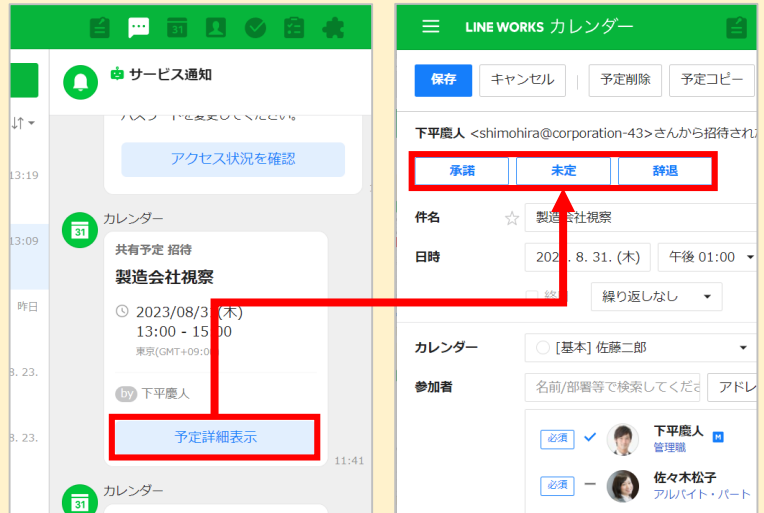 サービス通知
パスワードを変更してください。
アクセス状況を確認
13:19
13:09
昨日
8. 23.
8. 23.
カレンダー
共有予定 招待
製造会社視察
2023/08/3 (木)
13:00 - 15:00
東京(GMT+09:0
by 下平慶人
予定詳細表示
11:41
カレンダー
LINE WORKS カレンダー
保存 キャンセル 予定削除 予定コピー
下平慶人 <shimohira@corporation-43>さんから招待され
承諾 未定 辞退
件名 製造会社視察
日時 202 . 8. 31. (木) 午後 01:00
終 繰り返しなし
カレンダー [基本] 佐藤二郎
参加者 名前/部署等で検索してくださ アドレ
必須 下平慶人 M
管理職
必須 佐々木松子
アルバイト・パート